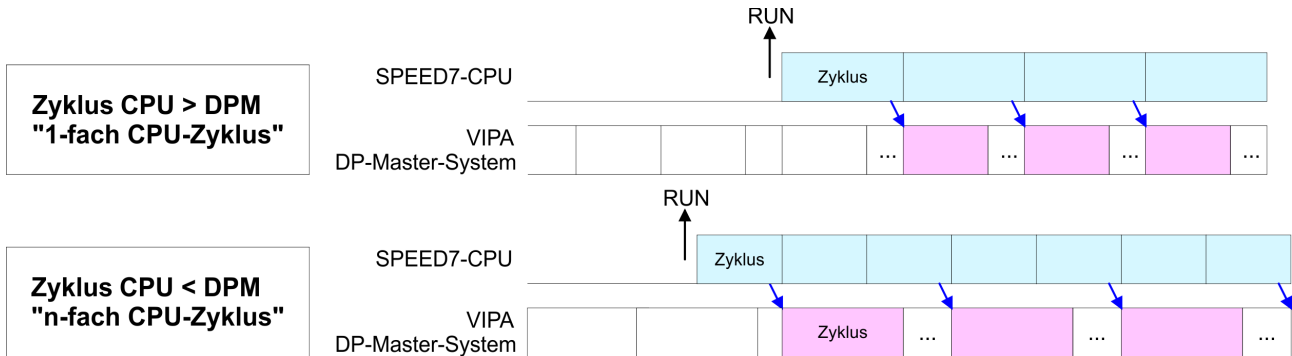 RUN
SPEED7-CPU
Zyklus
Zyklus CPU > DPM
"1-fach CPU-Zyklus"
VIPA
DP-Master-System
... ... ... ...
RUN
SPEED7-CPU
Zyklus
Zyklus CPU < DPM
"n-fach CPU-Zyklus"
VIPA
DP-Master-System
Zyklus ... ... ...